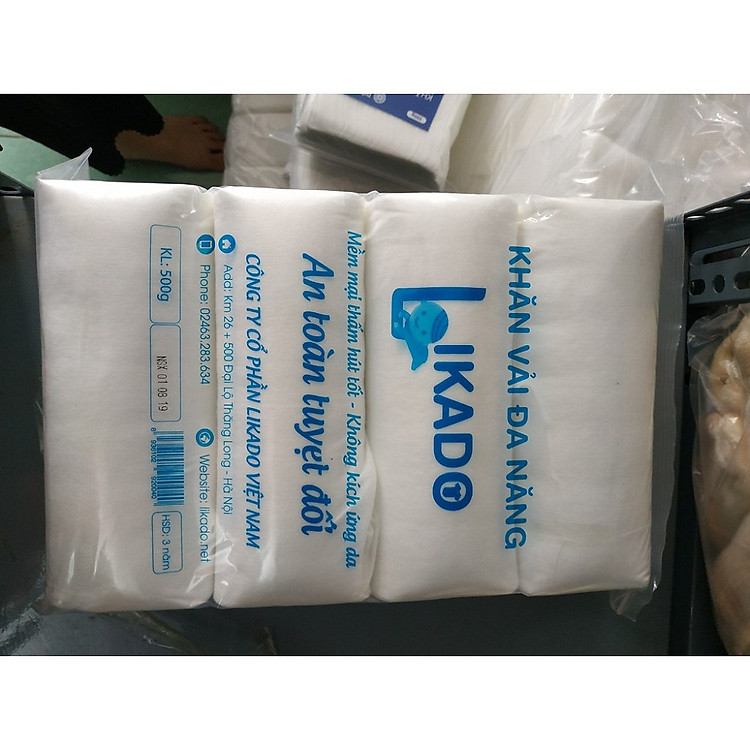 KHĂN VẢI ĐA NĂNG
LIKADO
Mềm mại thấm hút tốt - Không kích ứng da
An toàn tuyệt đối
CÔNG TY CỔ PHẦN LIKADO VIỆT NAM
Add: Km 26 + 500 Đại Lộ Thăng Long - Hà Nội
Phone: 02463.283.634 Website: likado.net
KL: 500g
NSX 01 08 19
HSD: 3 năm